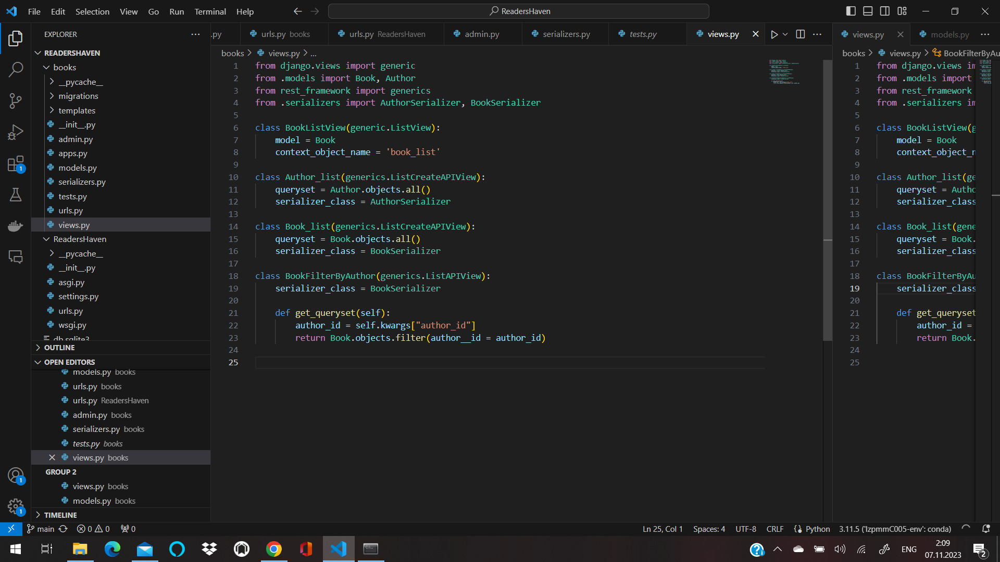 File Edit Selection View Go Run Terminal Help
ReadersHaven
EXPLORER
READERSHAVEN
books
__pycache__
migrations
templates
__init__.py
admin.py
apps.py
models.py
serializers.py
tests.py
urls.py
views.py
ReadersHaven
__pycache__
__init__.py
asgi.py
settings.py
urls.py
wsgi.py
db.sqlite3
OUTLINE
OPEN EDITORS
models.py books
urls.py books
urls.py ReadersHaven
admin.py books
serializers.py books
tests.py books
views.py books
GROUP 2
views.py books
models.py books
TIMELINE
.py urls.py books urls.py ReadersHaven admin.py serializers.py tests.py views.py
books > views.py > ...
1 from django.views import generic
2 from .models import Book, Author
3 from rest_framework import generics
4 from .serializers import AuthorSerializer, BookSerializer
5
6 class BookListView(generic.ListView):
7 model = Book
8 context_object_name = 'book_list'
9
10 class Author_list(generics.ListCreateAPIView):
11 queryset = Author.objects.all()
12 serializer_class = AuthorSerializer
13
14 class Book_list(generics.ListCreateAPIView):
15 queryset = Book.objects.all()
16 serializer_class = BookSerializer
17
18 class BookFilterByAuthor(generics.ListAPIView):
19 serializer_class = BookSerializer
20
21 def get_queryset(self):
22 author_id = self.kwargs["author_id"]
23 return Book.objects.filter(author__id = author_id)
24
25
views.py models.py
books > views.py > BookFilterByAu
1 from django.views im
2 from .models import
3 from rest_framework
4 from .serializers im
5
6 class BookListView(g
7 model = Book
8 context_object_n
9
10 class Author_list(ge
11 queryset = Autho
12 serializer_class
13
14 class Book_list(gene
15 queryset = Book.
16 serializer_class
17
18 class BookFilterByAu
19 serializer_class
20
21 def get_queryset
22 author_id =
23 return Book.
24
25
1
1
1
main 0 0 0
Ln 25, Col 1 Spaces: 4 UTF-8 CRLF Python 3.11.5 ('IzpmmC005-env': conda)
ENG
2:09
07.11.2023
2